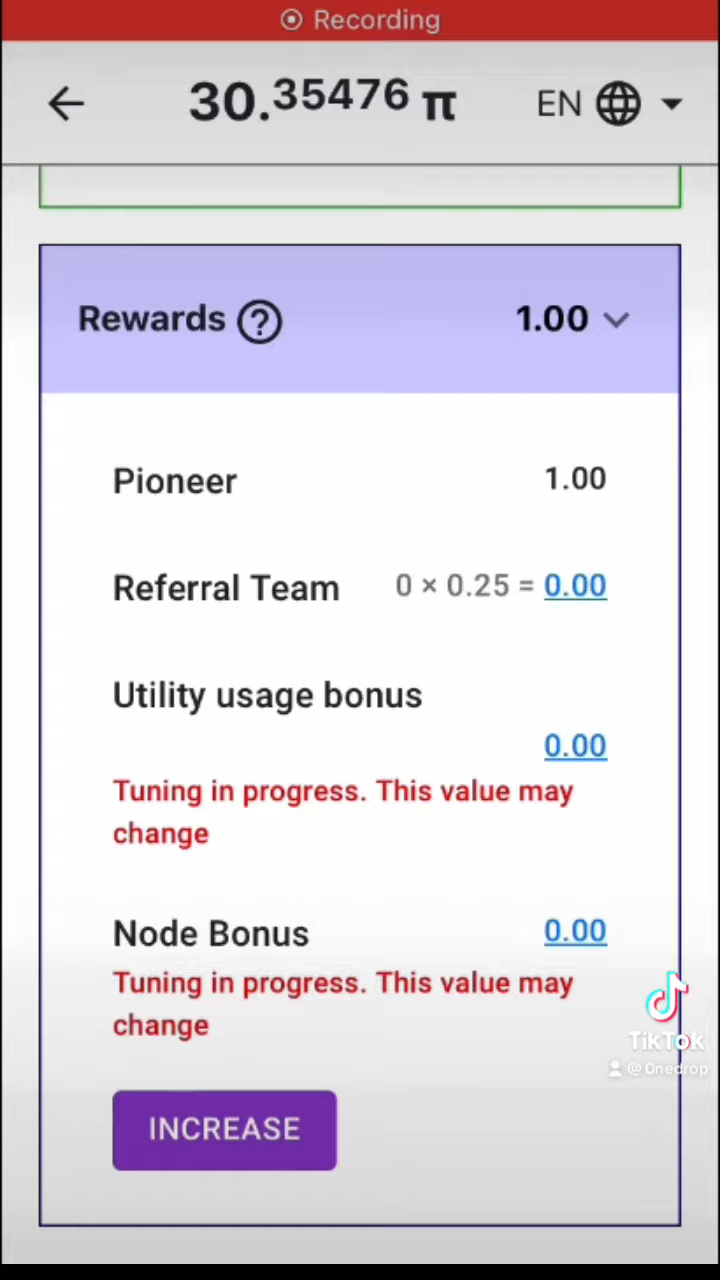 Recording
30.35476 π
EN
Rewards ?
1.00
Pioneer
1.00
Referral Team
0 × 0.25 = 0.00
Utility usage bonus
0.00
Tuning in progress. This value may
change
Node Bonus
0.00
Tuning in progress. This value may
change
TikTok
@Onedrop
INCREASE